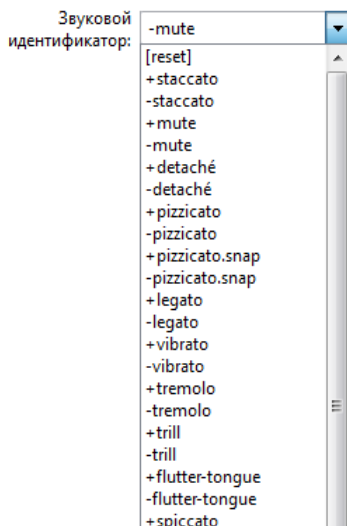 Звуковой
идентификатор:
-mute
[reset]
+staccato
-staccato
+mute
-mute
+detaché
-detaché
+pizzicato
-pizzicato
+pizzicato.snap
-pizzicato.snap
+legato
-legato
+vibrato
-vibrato
+tremolo
-tremolo
+trill
-trill
+flutter-tongue
-flutter-tongue
+spiccato